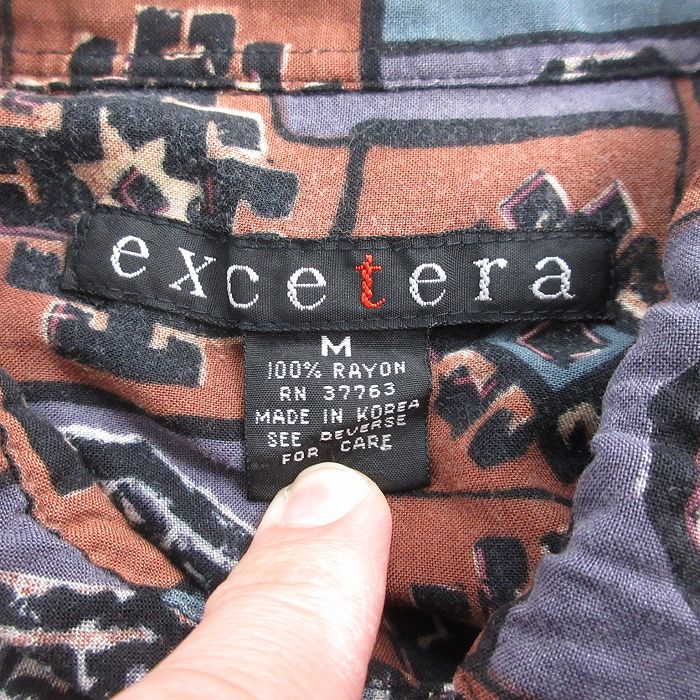 excetera
M
100% RAYON
RN 37763
MADE IN KOREA
SEE REVERSE
FOR CARE